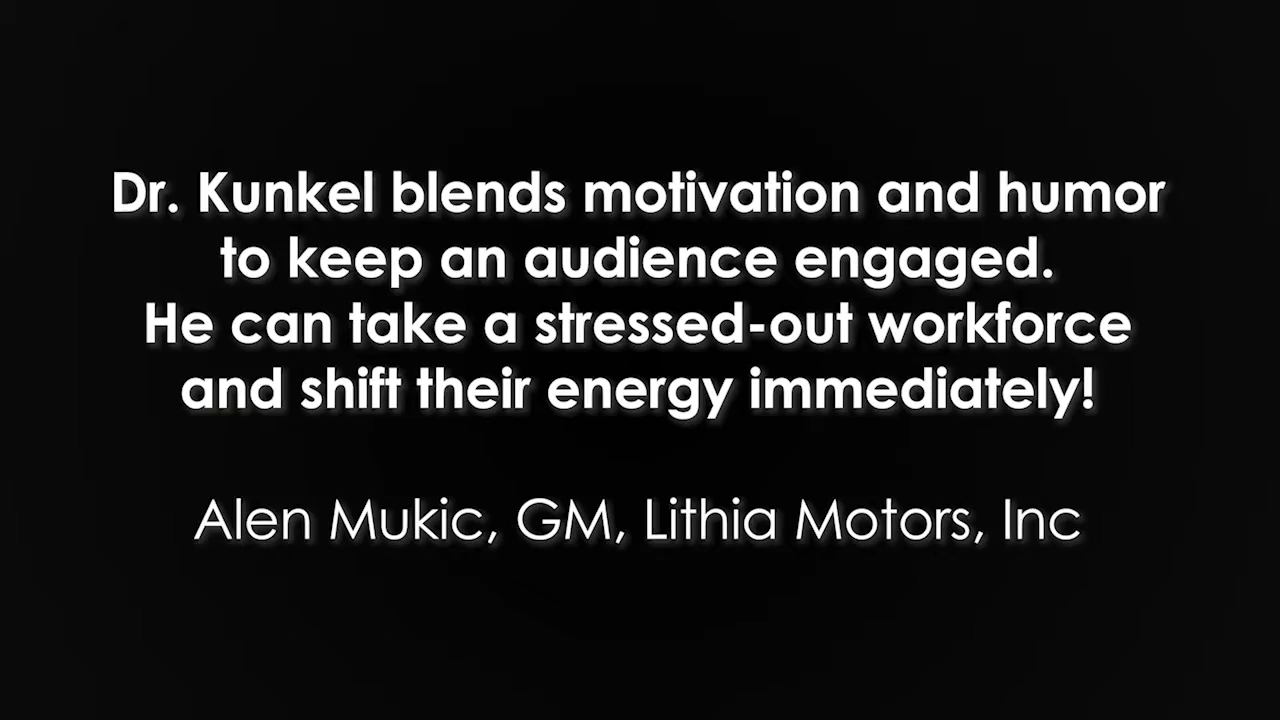 Dr. Kunkel blends motivation and humor
to keep an audience engaged.
He can take a stressed-out workforce
and shift their energy immediately!
Alen Mukic, GM, Lithia Motors, Inc